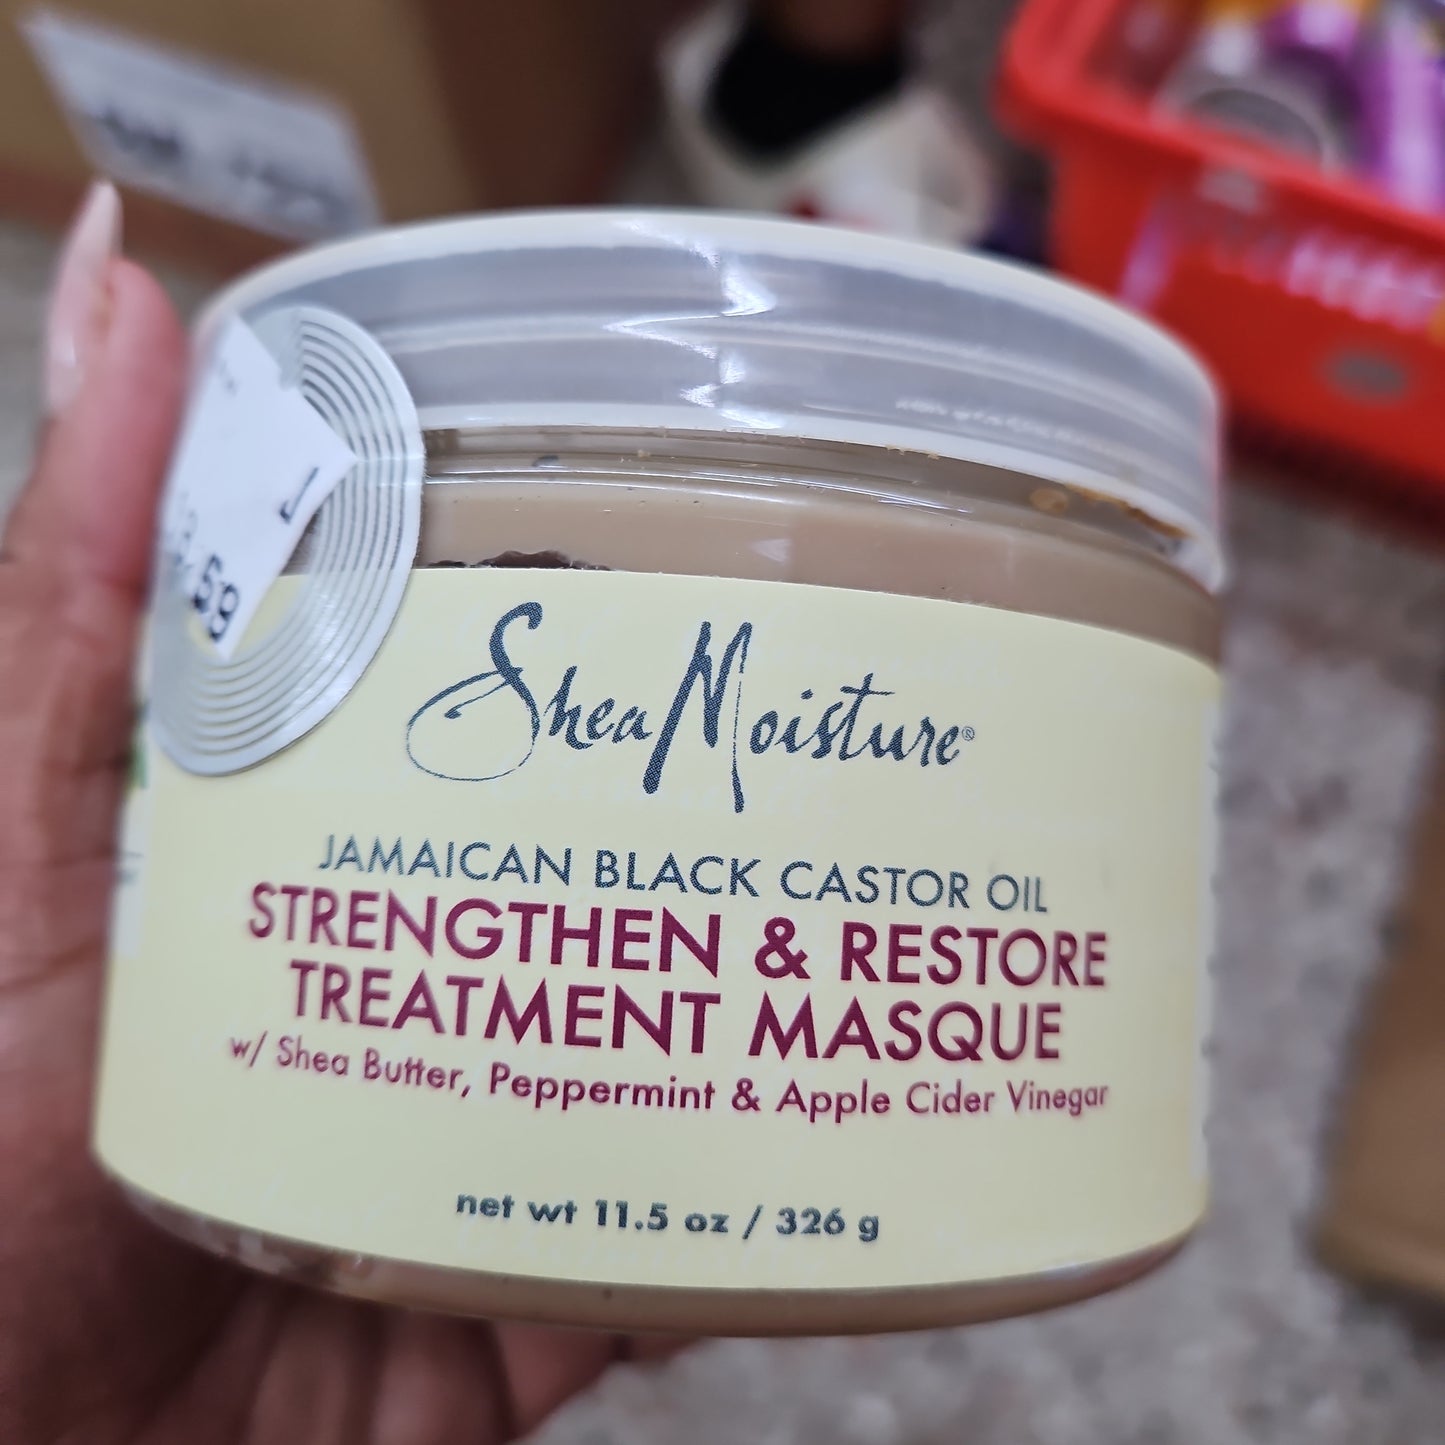 SheaMoisture®
JAMAICAN BLACK CASTOR OIL
STRENGTHEN & RESTORE
TREATMENT MASQUE
w/ Shea Butter, Peppermint & Apple Cider Vinegar
net wt 11.5 oz / 326 g